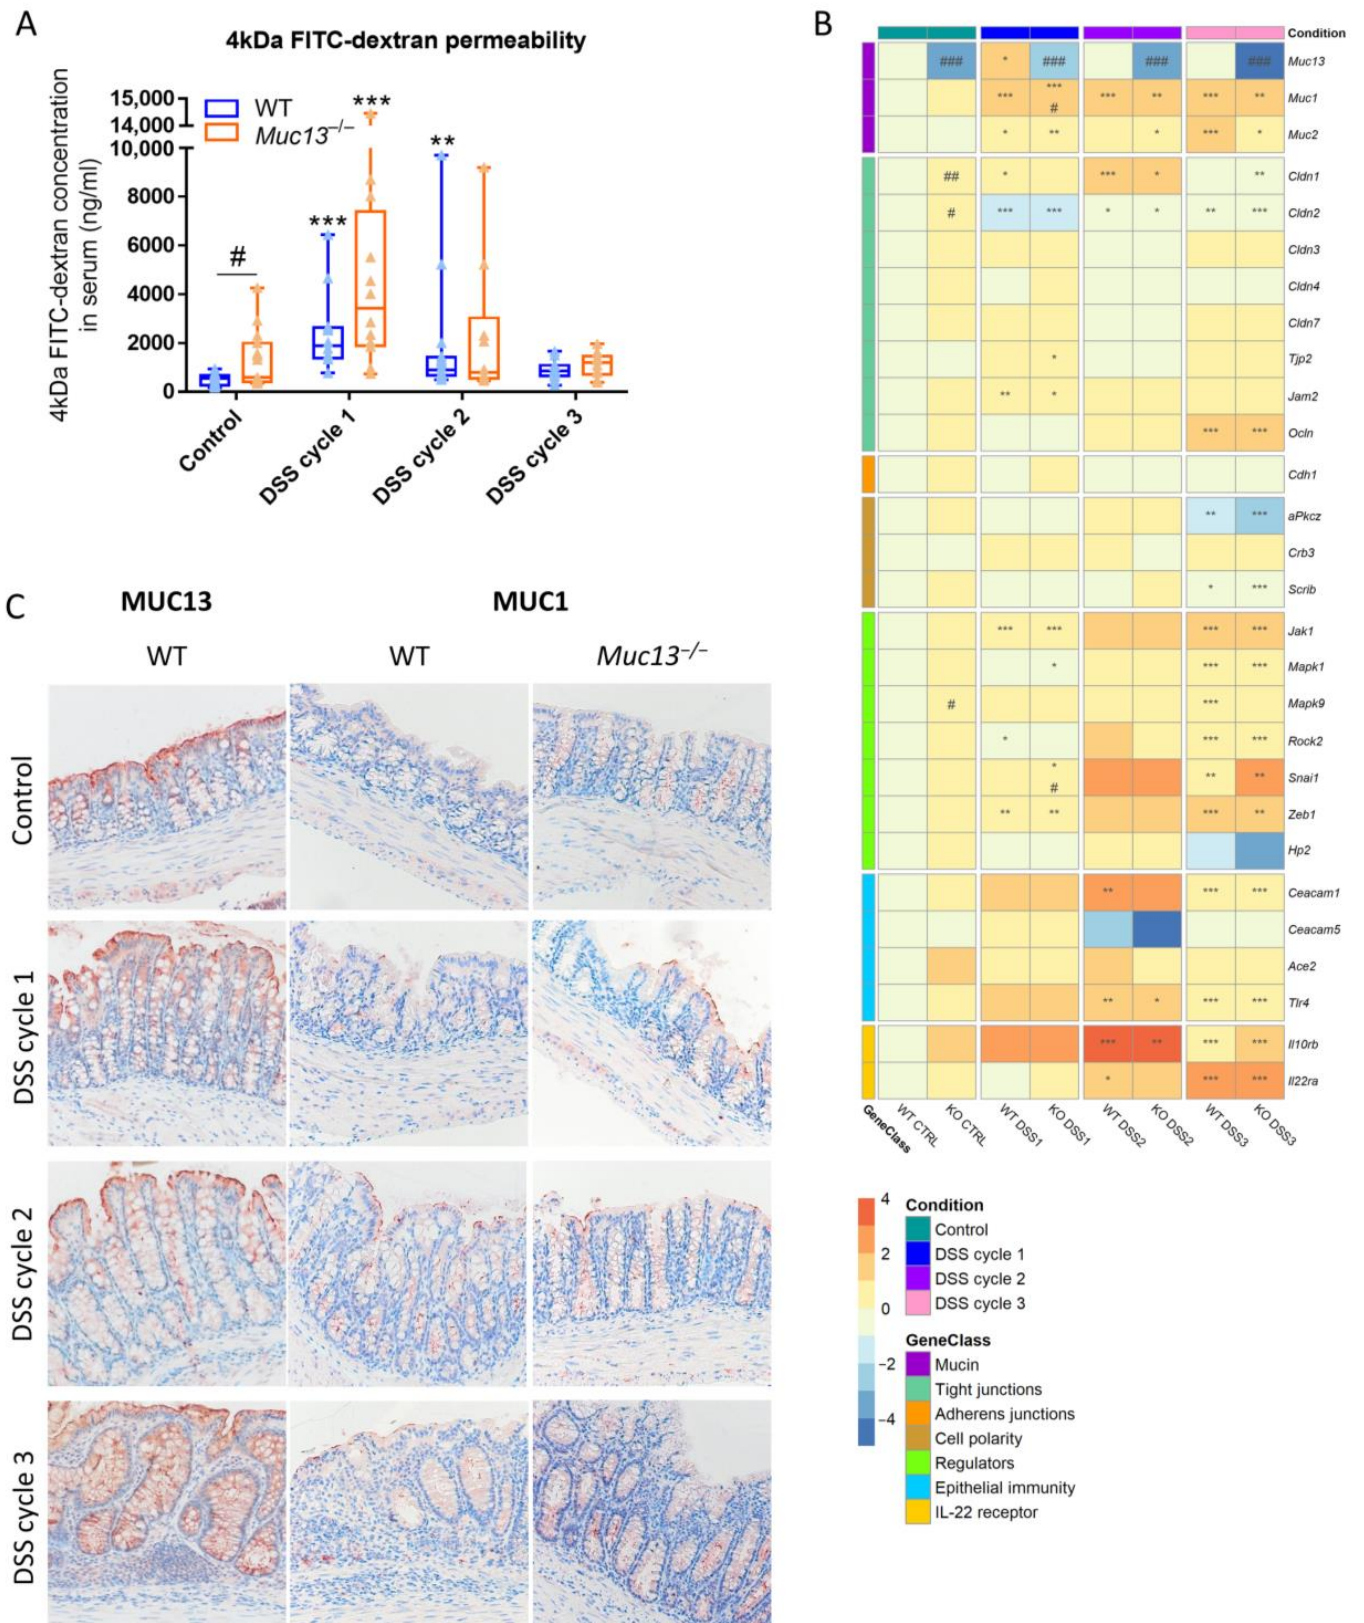 A
4kDa FITC-dextran permeability
4kDa FITC-dextran concentration
in serum (ng/ml)
15,000
14,000
10,000
8000
6000
4000
2000
0
WT
Muc13−/−
#
***
***
**
Control
DSS cycle 1
DSS cycle 2
DSS cycle 3
B
Condition
### * ### ### ### Muc13
*** *** # *** ** *** ** Muc1
* ** * *** * Muc2
## * *** * ** Cldn1
# *** *** * * ** *** Cldn2
Cldn3
Cldn4
Cldn7
* Tjp2
** * Jam2
*** *** Ocln
Cdh1
** *** aPkcz
Crb3
* *** Scrib
*** *** *** *** Jak1
* *** *** Mapk1
# *** Mapk9
* *** *** Rock2
* # ** ** Snai1
** ** *** ** Zeb1
Hp2
** *** *** Ceacam1
Ceacam5
Ace2
** * *** *** Tlr4
*** ** *** *** Il10rb
* *** *** Il22ra
GeneClass
WT CTRL
KO CTRL
WT DSS1
KO DSS1
WT DSS2
KO DSS2
WT DSS3
KO DSS3
4
2
0
−2
−4
Condition
Control
DSS cycle 1
DSS cycle 2
DSS cycle 3
GeneClass
Mucin
Tight junctions
Adherens junctions
Cell polarity
Regulators
Epithelial immunity
IL-22 receptor
C
MUC13 MUC1
WT WT Muc13−/−
Control
DSS cycle 1
DSS cycle 2
DSS cycle 3